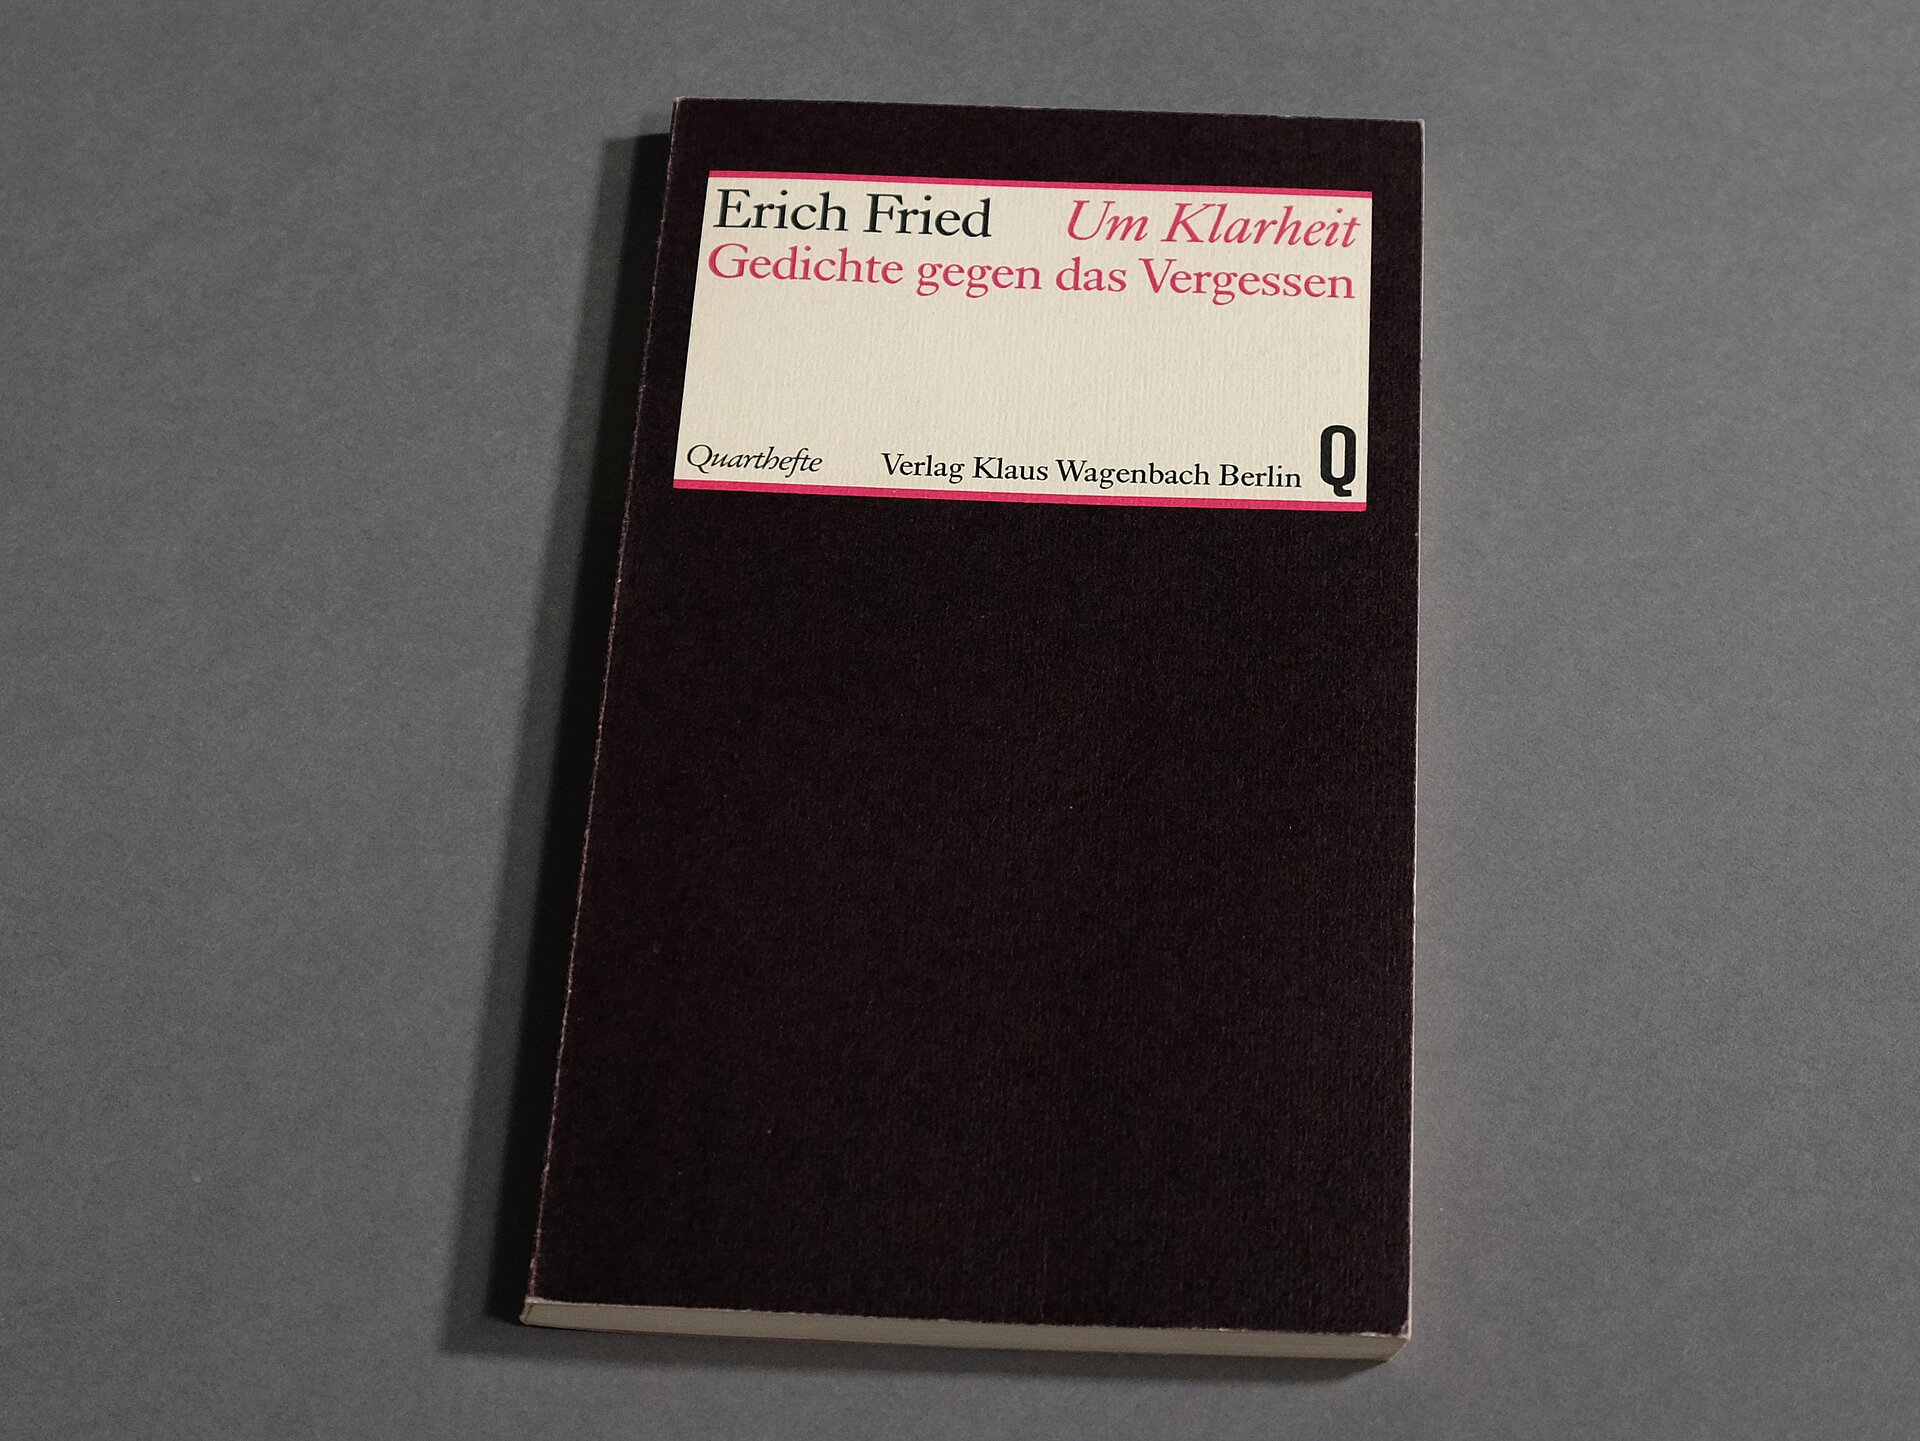 Erich Fried Um Klarheit
Gedichte gegen das Vergessen
Quarthefte Verlag Klaus Wagenbach Berlin Q